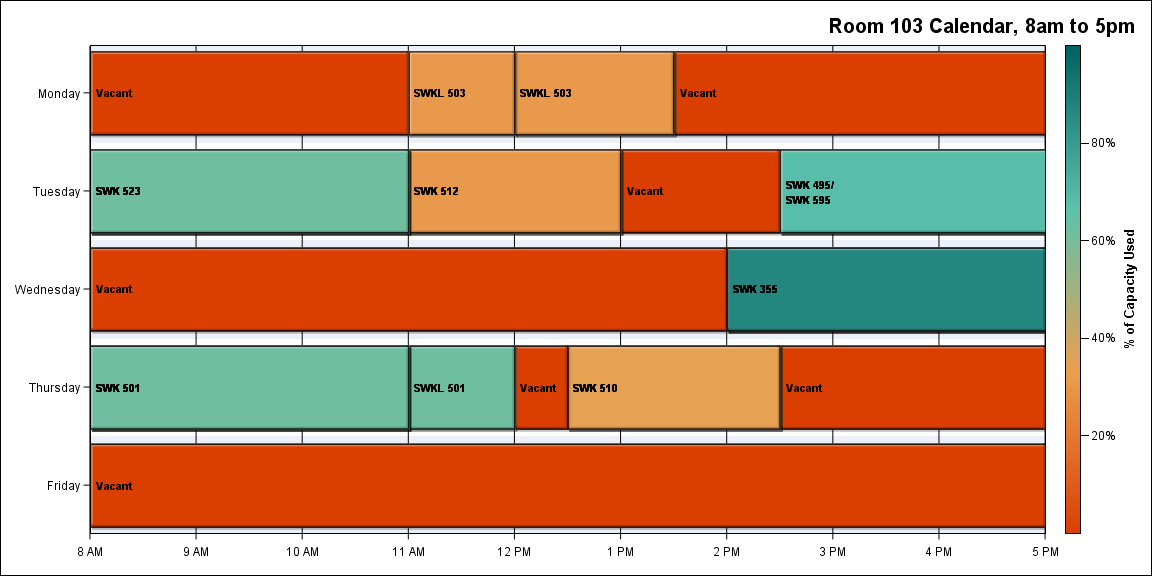 Room 103 Calendar, 8am to 5pm
Monday
Vacant
SWKL 503
SWKL 503
Vacant
Tuesday
SWK 523
SWK 512
Vacant
SWK 495/
SWK 595
Wednesday
Vacant
SWK 355
Thursday
SWK 501
SWKL 501
Vacant
SWK 510
Vacant
Friday
Vacant
8 AM
9 AM
10 AM
11 AM
12 PM
1 PM
2 PM
3 PM
4 PM
5 PM
80%
60%
40%
20%
% of Capacity Used